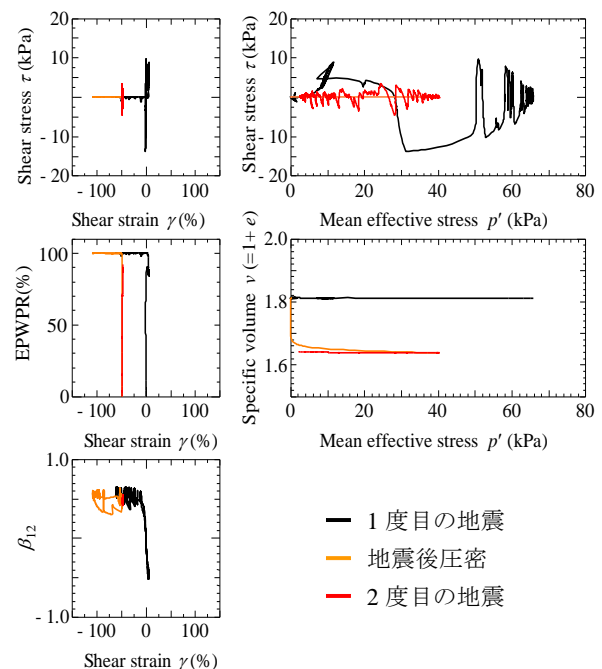 Shear stress τ (kPa)
20
10
0
- 10
- 20
- 100 0 100
Shear strain γ (%)
Shear stress τ (kPa)
20
10
0
- 10
- 20
0 20 40 60 80
Mean effective stress p′ (kPa)
EPWPR(%)
100
50
0
- 100 0 100
Shear strain γ (%)
Specific volume v (=1+ e)
2.0
1.8
1.6
0 20 40 60 80
Mean effective stress p′ (kPa)
β12
1.0
- 1.0
- 100 0 100
Shear strain γ (%)
1 度目の地震
地震後圧密
2 度目の地震